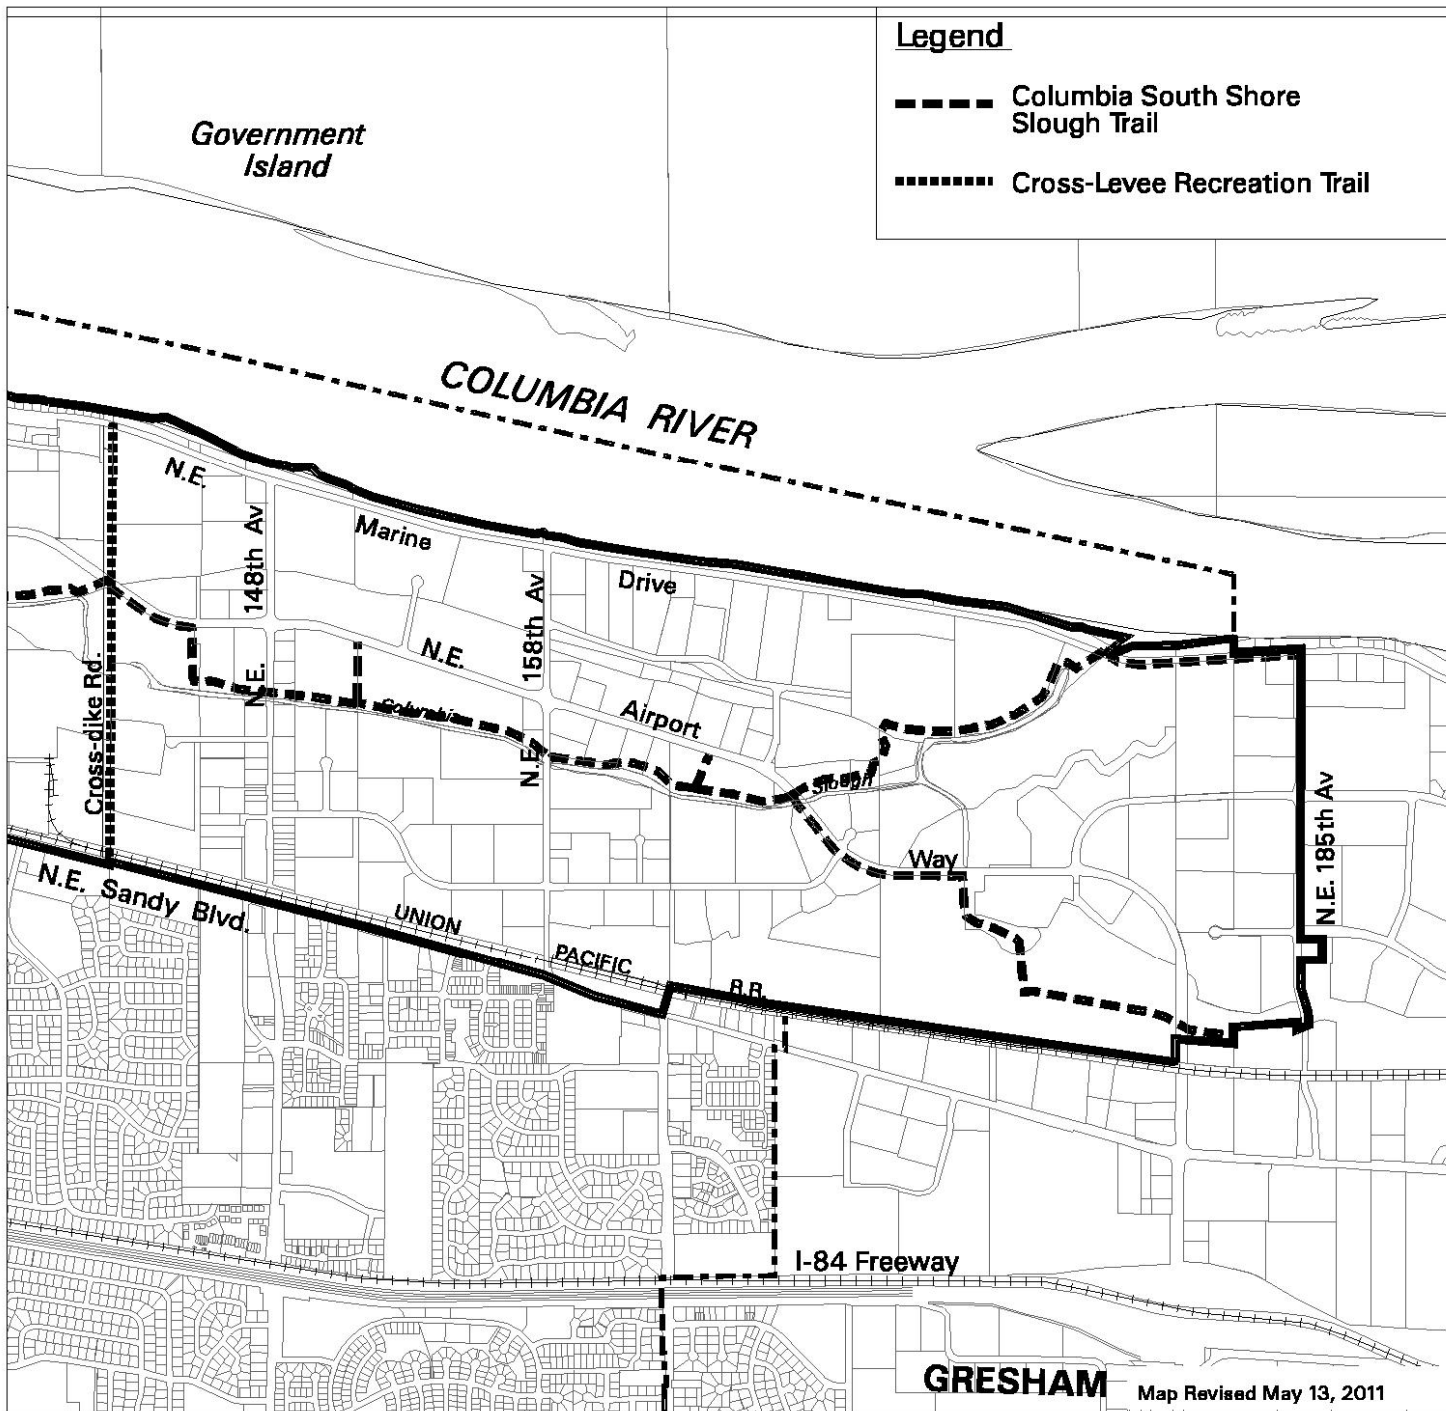 Legend
Columbia South Shore
Slough Trail
Cross-Levee Recreation Trail
Government
Island
COLUMBIA RIVER
N.E.
Marine
Drive
N.E. 148th Av
N.E. 158th Av
N.E.
Airport
Way
Columbia
Slough
Cross-dike Rd.
N.E. 185th Av
N.E. Sandy Blvd.
UNION
PACIFIC
R.R.
I-84 Freeway
GRESHAM
Map Revised May 13, 2011